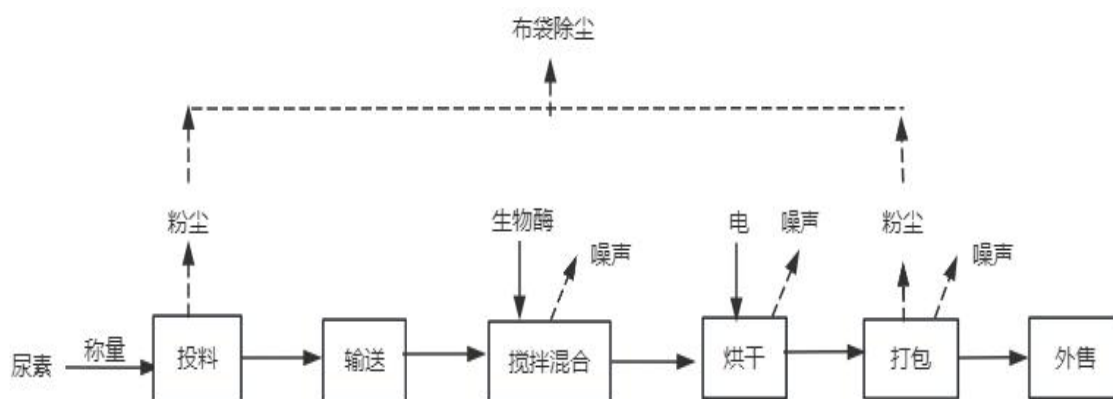 布袋除尘
粉尘
生物酶
噪声
电
噪声
粉尘
噪声
尿素
称量
投料
输送
搅拌混合
烘干
打包
外售